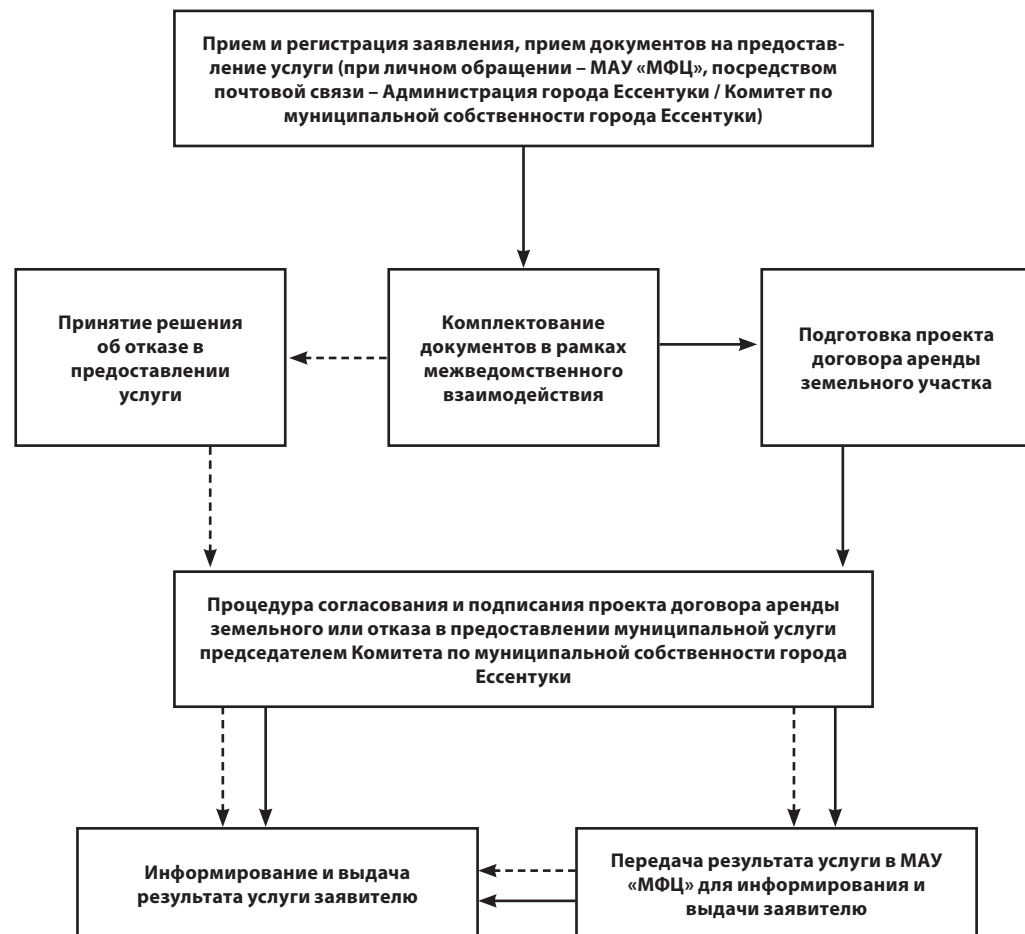 Прием и регистрация заявления, прием документов на предостав-
ление услуги (при личном обращении – МАУ «МФЦ», посредством
почтовой связи – Администрация города Ессентуки / Комитет по
муниципальной собственности города Ессентуки)
Принятие решения
об отказе в
предоставлении
услуги
Комплектование
документов в рамках
межведомственного
взаимодействия
Подготовка проекта
договора аренды
земельного участка
Процедура согласования и подписания проекта договора аренды
земельного или отказа в предоставлении муниципальной услуги
председателем Комитета по муниципальной собственности города
Ессентуки
Информирование и выдача
результата услуги заявителю
Передача результата услуги в МАУ
«МФЦ» для информирования и
выдачи заявителю